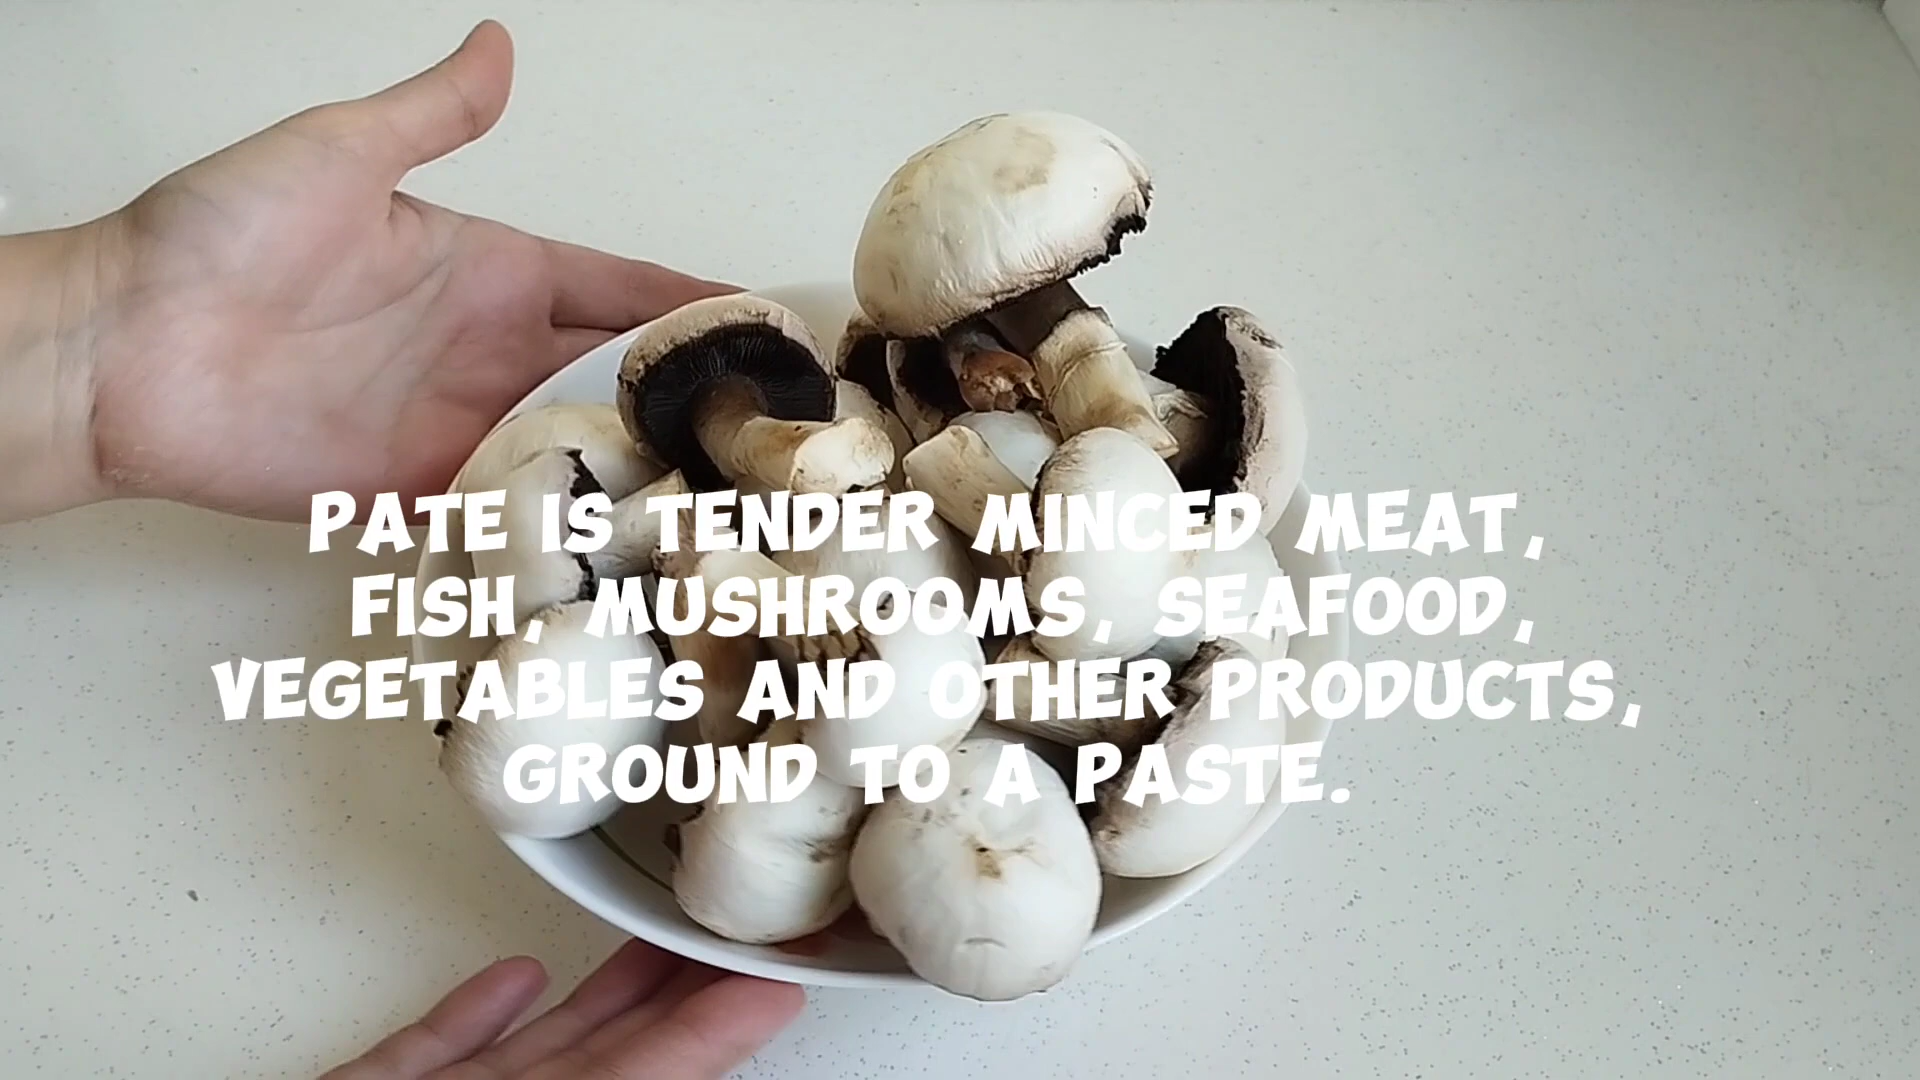 PATE IS TENDER MINCED MEAT,
FISH, MUSHROOMS, SEAFOOD,
VEGETABLES AND OTHER PRODUCTS,
GROUND TO A PASTE.